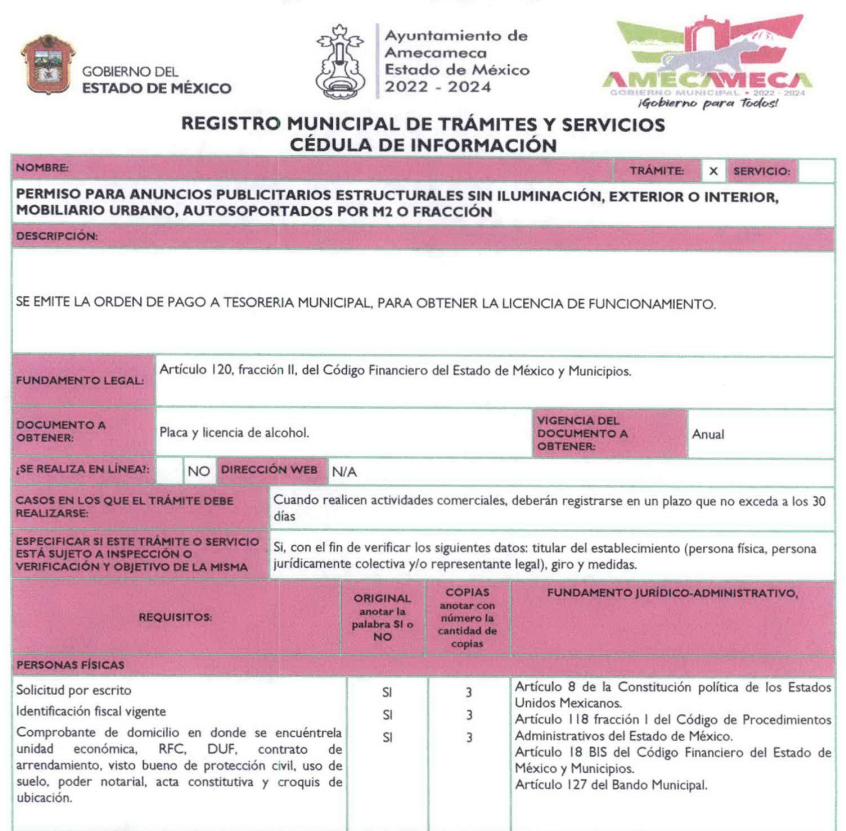 GOBIERNO DEL
ESTADO DE MÉXICO
Ayuntamiento de
Amecameca
Estado de México
2022 - 2024
AMECAMECA
GOBIERNO MUNICIPAL • 2022 - 2024
¡Gobierno para Todos!
REGISTRO MUNICIPAL DE TRÁMITES Y SERVICIOS
CÉDULA DE INFORMACIÓN
NOMBRE: TRÁMITE: X SERVICIO:
PERMISO PARA ANUNCIOS PUBLICITARIOS ESTRUCTURALES SIN ILUMINACIÓN, EXTERIOR O INTERIOR,
MOBILIARIO URBANO, AUTOSOPORTADOS POR M2 O FRACCIÓN
DESCRIPCIÓN:
SE EMITE LA ORDEN DE PAGO A TESORERIA MUNICIPAL, PARA OBTENER LA LICENCIA DE FUNCIONAMIENTO.
FUNDAMENTO LEGAL:
Artículo 120, fracción II, del Código Financiero del Estado de México y Municipios.
DOCUMENTO A
OBTENER:
Placa y licencia de alcohol.
VIGENCIA DEL
DOCUMENTO A
OBTENER:
Anual
¿SE REALIZA EN LÍNEA?: NO DIRECCIÓN WEB N/A
CASOS EN LOS QUE EL TRÁMITE DEBE
REALIZARSE:
Cuando realicen actividades comerciales, deberán registrarse en un plazo que no exceda a los 30
días
ESPECIFICAR SI ESTE TRÁMITE O SERVICIO
ESTÁ SUJETO A INSPECCIÓN O
VERIFICACIÓN Y OBJETIVO DE LA MISMA
Si, con el fin de verificar los siguientes datos: titular del establecimiento (persona física, persona
jurídicamente colectiva y/o representante legal), giro y medidas.
REQUISITOS:
ORIGINAL
anotar la
palabra SI o
NO
COPIAS
anotar con
número la
cantidad de
copias
FUNDAMENTO JURÍDICO-ADMINISTRATIVO,
PERSONAS FÍSICAS
Solicitud por escrito SI 3
Identificación fiscal vigente SI 3
Comprobante de domicilio en donde se encuéntrela SI 3
unidad económica, RFC, DUF, contrato de
arrendamiento, visto bueno de protección civil, uso de
suelo, poder notarial, acta constitutiva y croquis de
ubicación.
Artículo 8 de la Constitución política de los Estados
Unidos Mexicanos.
Artículo 118 fracción I del Código de Procedimientos
Administrativos del Estado de México.
Artículo 18 BIS del Código Financiero del Estado de
México y Municipios.
Artículo 127 del Bando Municipal.